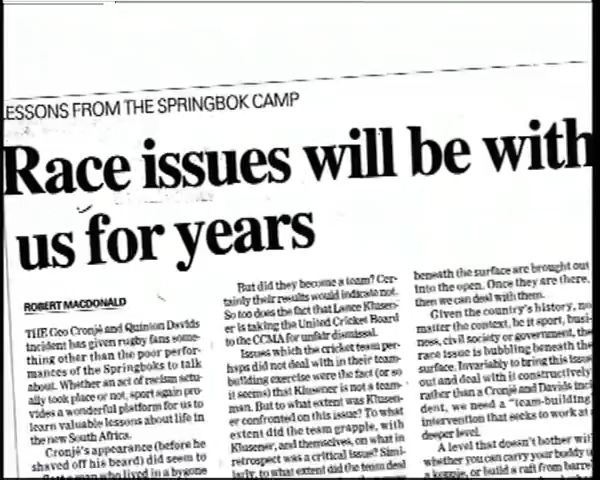 ESSONS FROM THE SPRINGBOK CAMP
Race issues will be with
us for years
ROBERT MACDONALD
THE Geo Cronjé and Quinton Davids
incident has given rugby fans some-
thing other than the poor perfor-
mances of the Springboks to talk
about. Whether an act of racism actu-
ally took place or not, sport again pro-
vides a wonderful platform for us to
learn valuable lessons about life in
the new South Africa.
Cronjé's appearance (before he
shaved off his beard) did seem to
a man who lived in a bygone
But did they become a team? Cer-
tainly their results would indicate not.
So too does the fact that Lance Klusen-
er is taking the United Cricket Board
to the CCMA for unfair dismissal.
Issues which the cricket team per-
haps did not deal with in their team-
building exercise were the fact (or so
it seems) that Klusener is not a team-
man. But to what extent was Klusen-
er confronted on this issue? To what
extent did the team grapple, with
Klusener, and themselves, on what in
retrospect was a critical issue? Simi-
larly, to what extent did the team deal
beneath the surface are brought out
into the open. Once they are there,
then we can deal with them.
Given the country's history, no
matter the context, be it sport, busi-
ness, civil society or government, the
race issue is bubbling beneath the
surface. Invariably to bring this issue
out and deal with it constructively
rather than a Cronjé and Davids inci
dent, we need a "team-building"
intervention that seeks to work at
deeper level.
A level that doesn't bother wit
whether you can carry your buddy u
a koppie, or build a raft from barrel